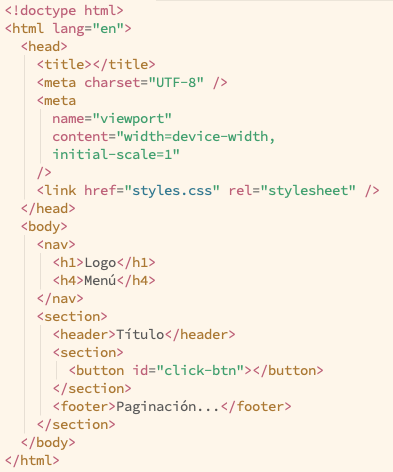 <!doctype html>
<html lang="en">
  <head>
    <title></title>
    <meta charset="UTF-8" />
    <meta
      name="viewport"
      content="width=device-width,
      initial-scale=1"
    />
    <link href="styles.css" rel="stylesheet" />
  </head>
  <body>
    <nav>
      <h1>Logo</h1>
      <h4>Menú</h4>
    </nav>
    <section>
      <header>Título</header>
      <section>
        <button id="click-btn"></button>
      </section>
      <footer>Paginación...</footer>
    </section>
  </body>
</html>